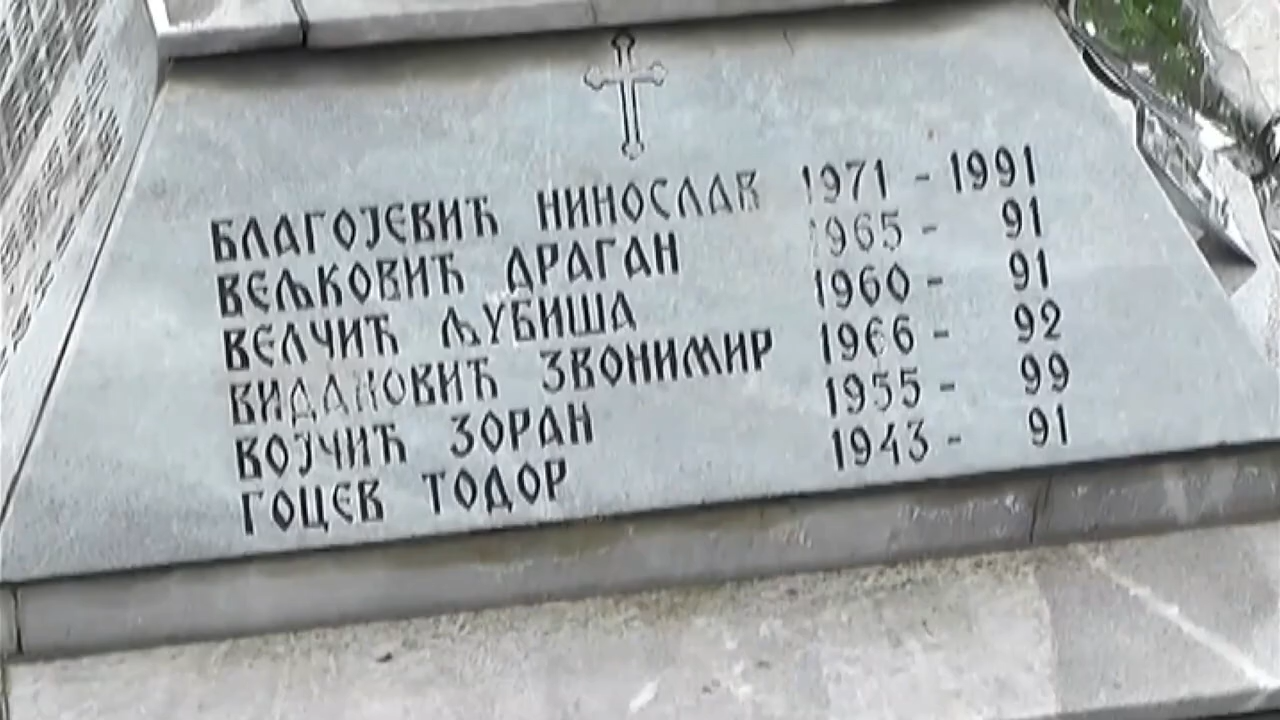 БЛАГОЈЕВИЋ НИНОСЛАВ 1971 - 1991
ВЕЉКОВИЋ ДРАГАН 1965 - 91
ВЕЛЧИЋ ЉУБИША 1960 - 91
ВИДАНОВИЋ ЗВОНИМИР 1966 - 92
ВОЈЧИЋ ЗОРАН 1955 - 99
ГОЦЕВ ТОДОР 1943 - 91